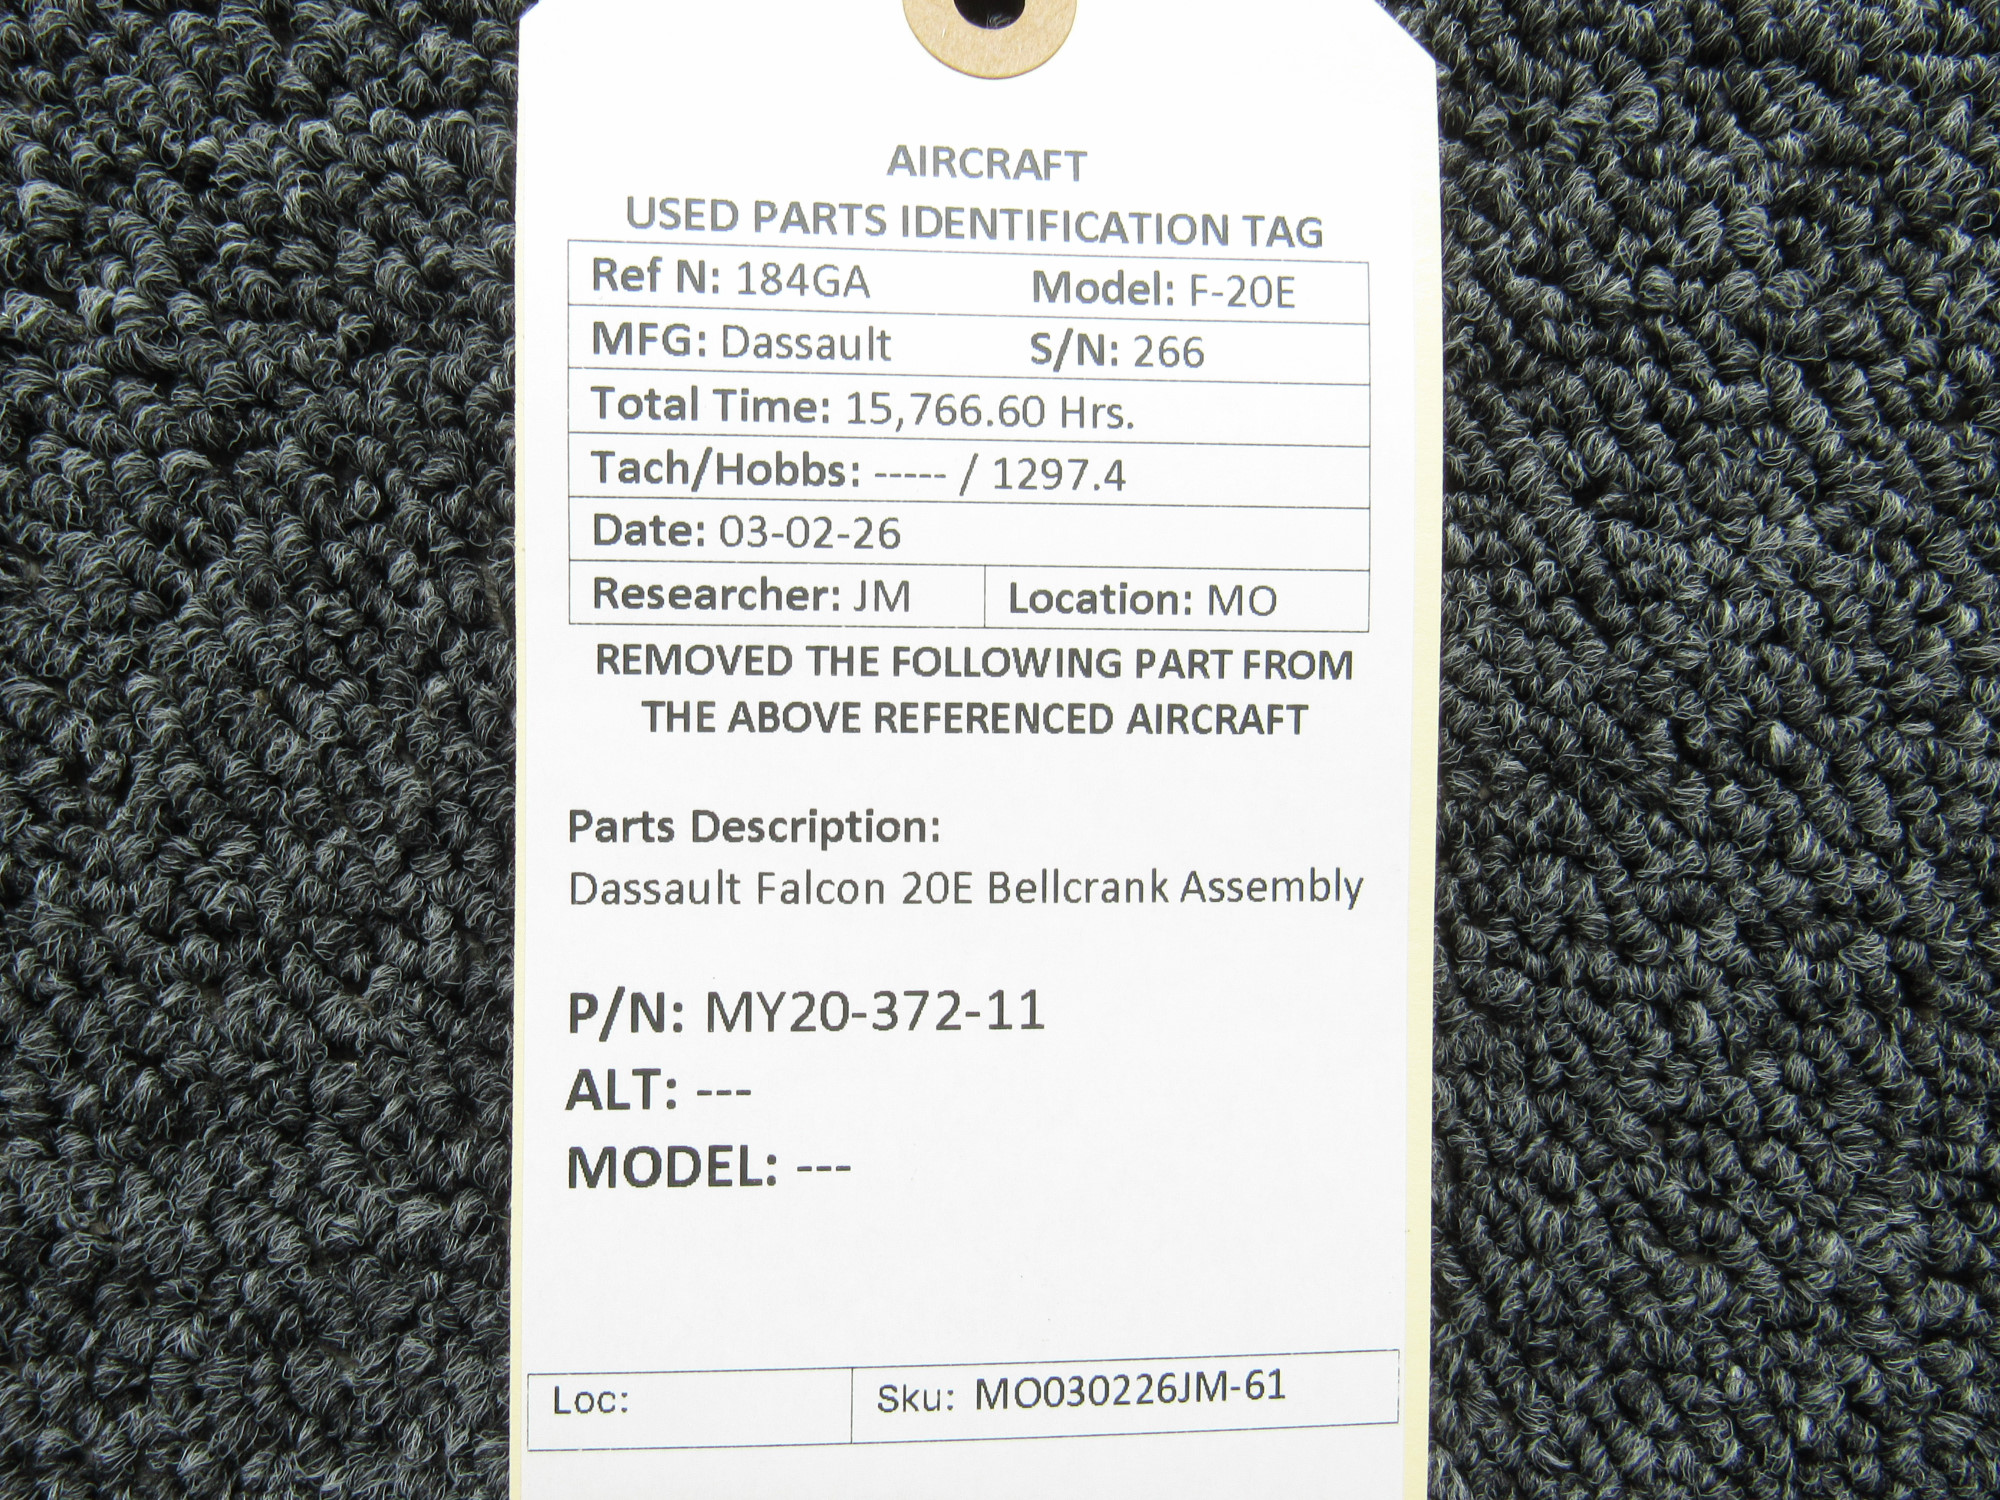 AIRCRAFT
USED PARTS IDENTIFICATION TAG
Ref N: 184GA Model: F-20E
MFG: Dassault S/N: 266
Total Time: 15,766.60 Hrs.
Tach/Hobbs: ----- / 1297.4
Date: 03-02-26
Researcher: JM Location: MO
REMOVED THE FOLLOWING PART FROM
THE ABOVE REFERENCED AIRCRAFT
Parts Description:
Dassault Falcon 20E Bellcrank Assembly
P/N: MY20-372-11
ALT: ---
MODEL: ---
Loc: Sku: MO030226JM-61